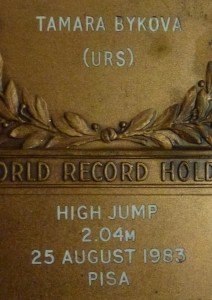 TAMARA BYKOVA
(URS)
ORLD RECORD HOLD
HIGH JUMP
2.04M
25 AUGUST 1983
PISA